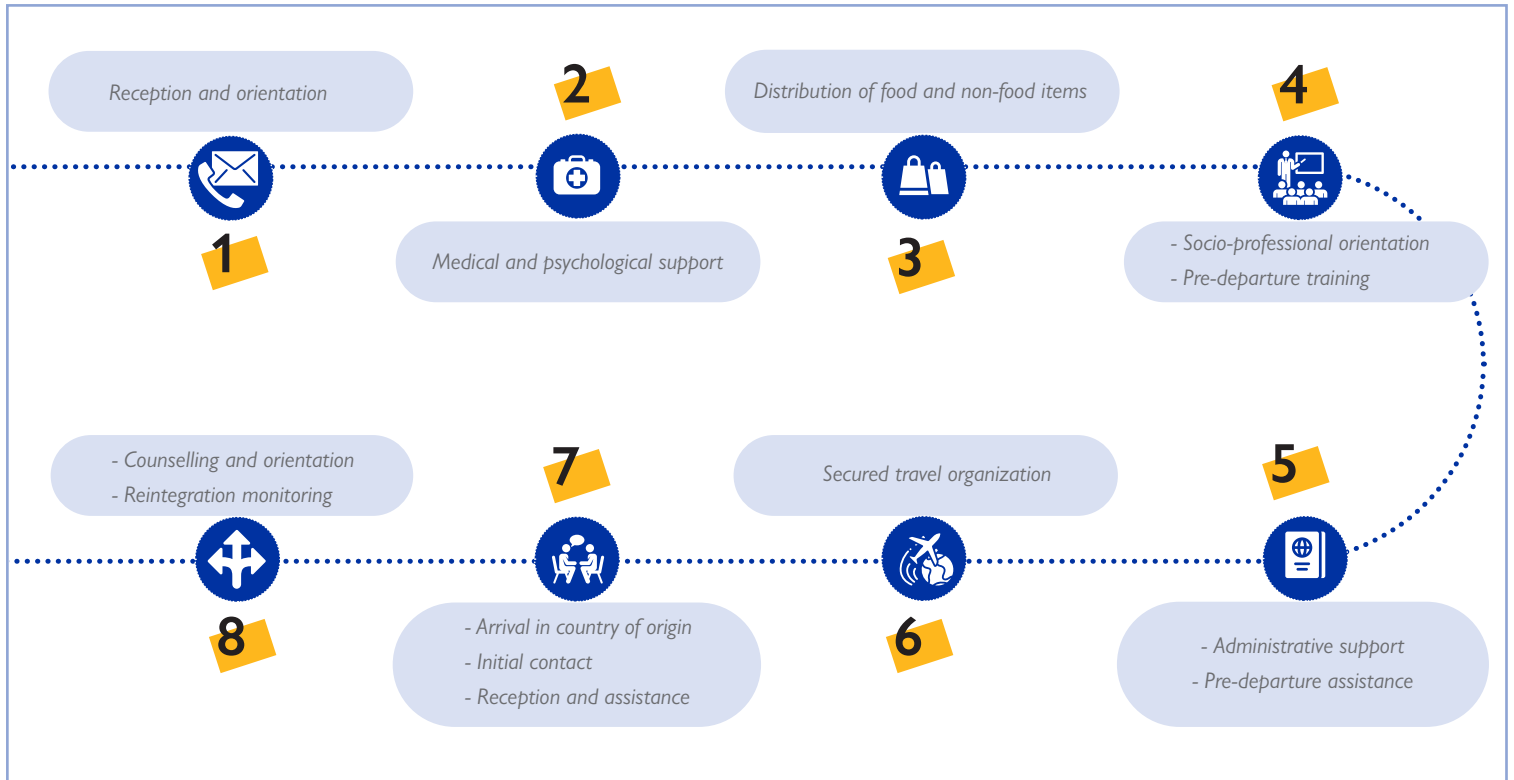 Reception and orientation
1
2
Medical and psychological support
Distribution of food and non-food items
3
4
- Socio-professional orientation
- Pre-departure training
5
- Administrative support
- Pre-departure assistance
Secured travel organization
6
7
- Arrival in country of origin
- Initial contact
- Reception and assistance
- Counselling and orientation
- Reintegration monitoring
8